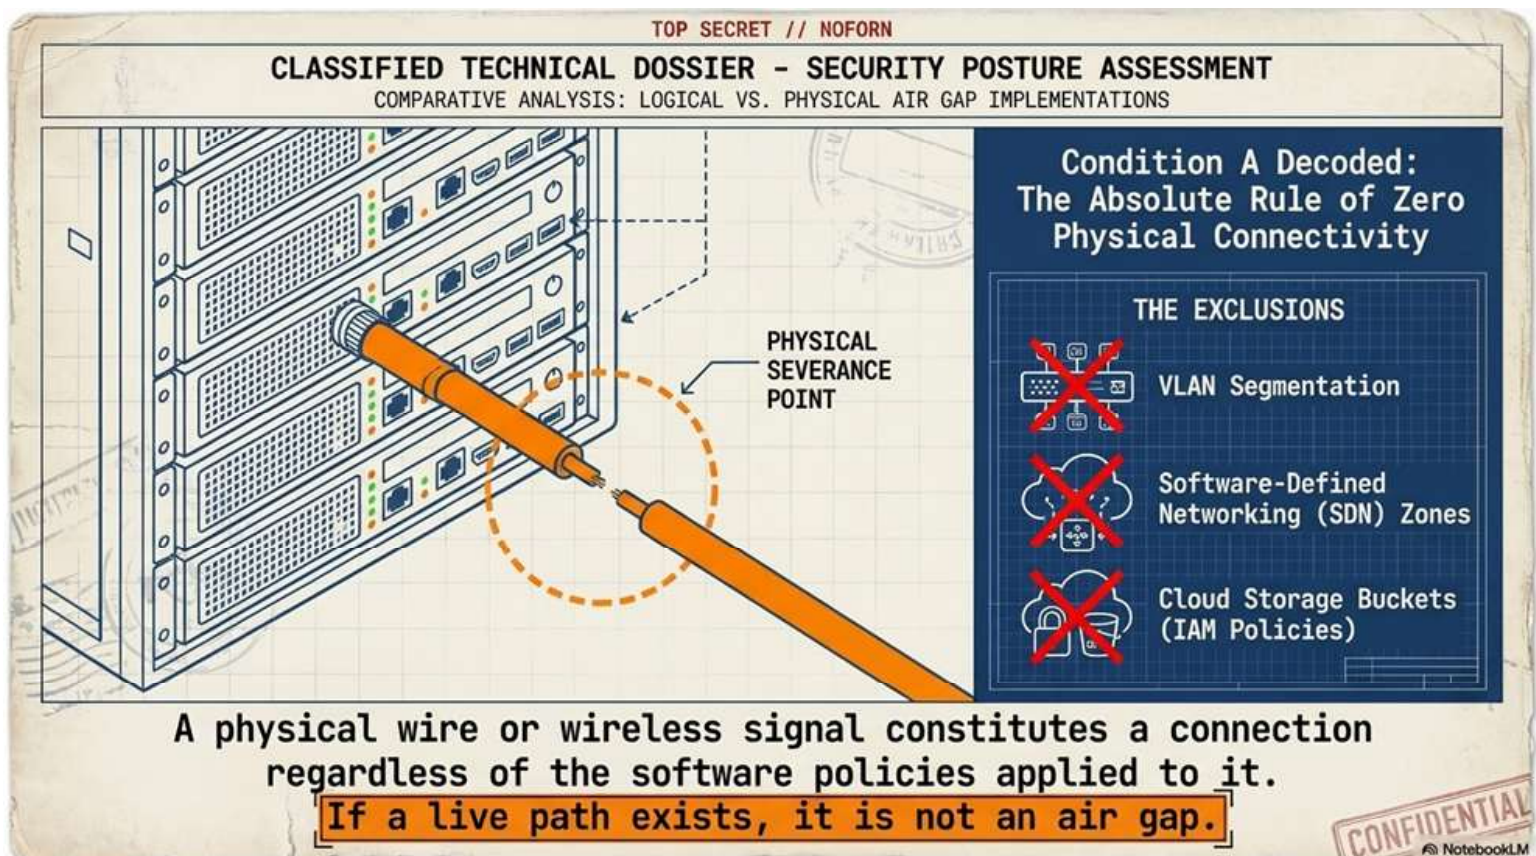 TOP SECRET // NOFORN
CLASSIFIED TECHNICAL DOSSIER – SECURITY POSTURE ASSESSMENT
COMPARATIVE ANALYSIS: LOGICAL VS. PHYSICAL AIR GAP IMPLEMENTATIONS
PHYSICAL
SEVERANCE
POINT
Condition A Decoded:
The Absolute Rule of Zero
Physical Connectivity
THE EXCLUSIONS
VLAN Segmentation
Software-Defined
Networking (SDN) Zones
Cloud Storage Buckets
(IAM Policies)
A physical wire or wireless signal constitutes a connection
regardless of the software policies applied to it.
If a live path exists, it is not an air gap.
CONFIDENTIAL
NotebookLM